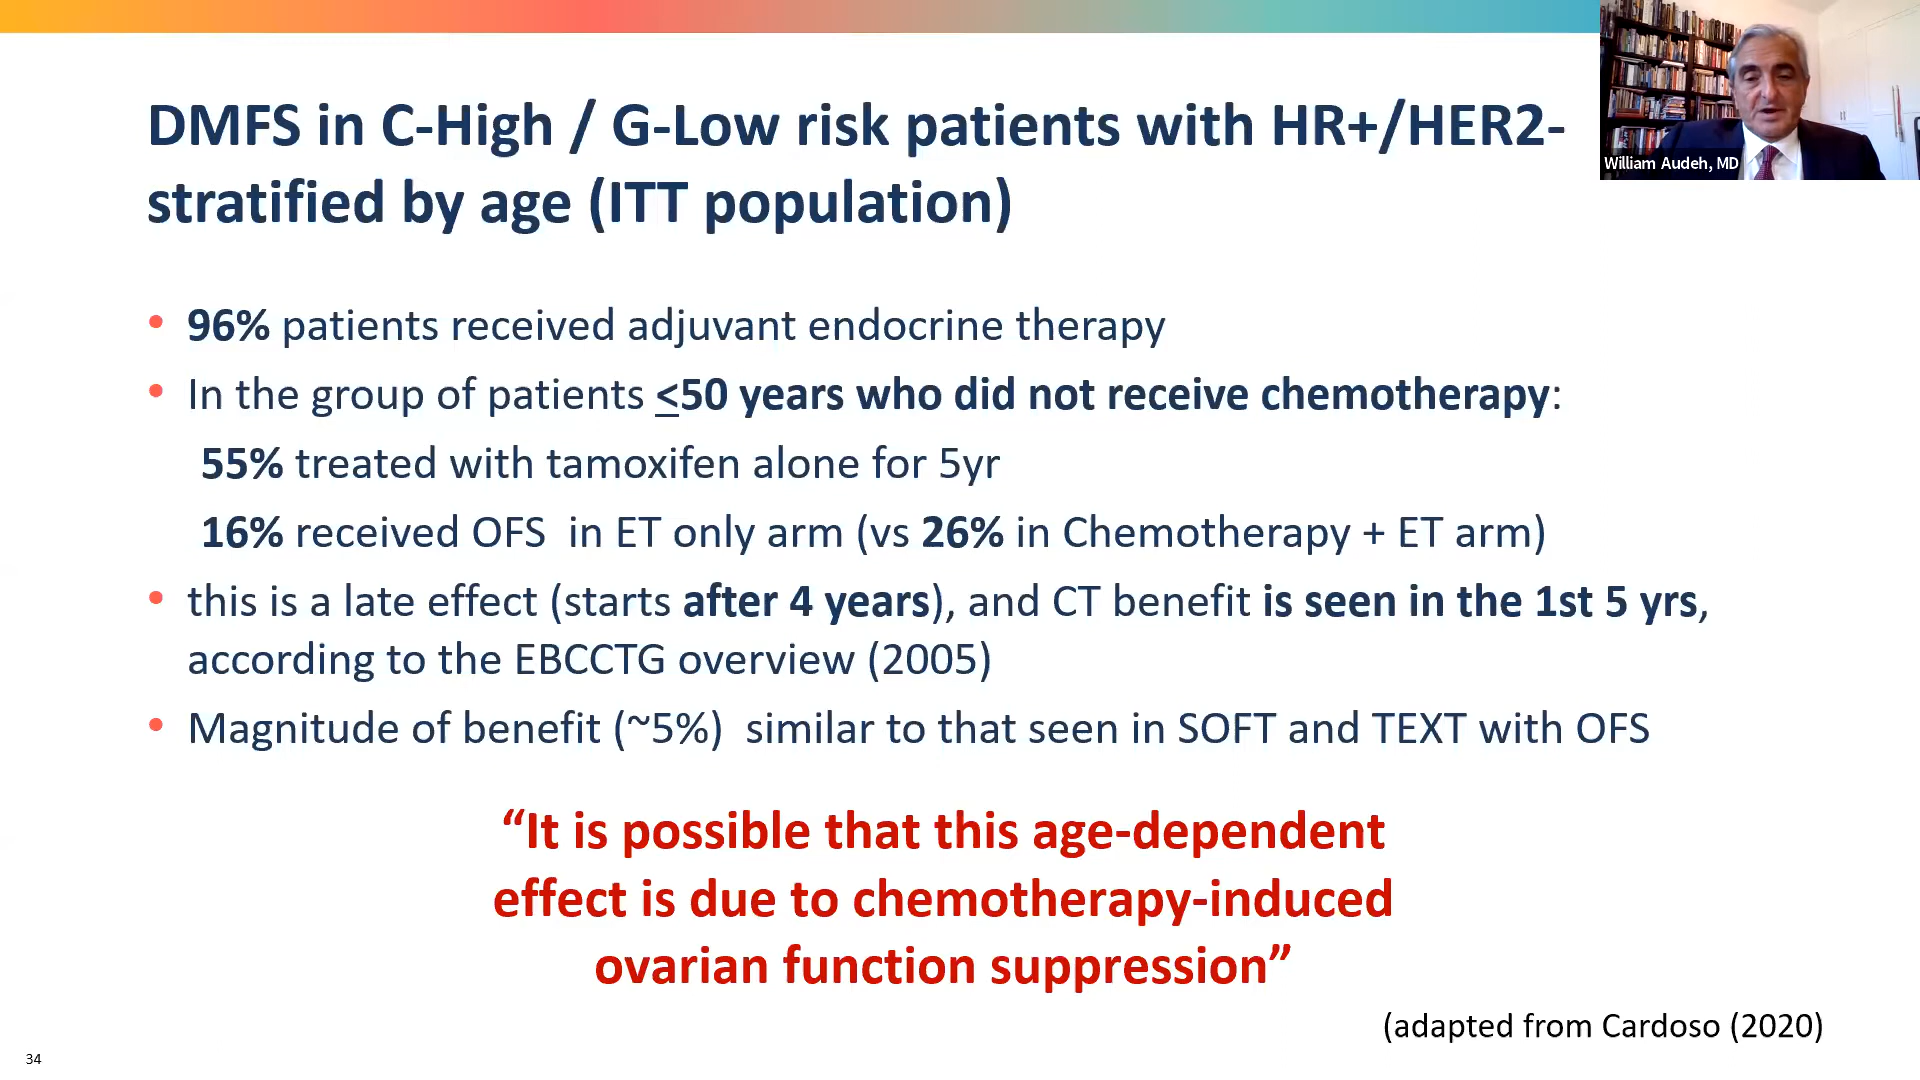 DMFS in C-High / G-Low risk patients with HR+/HER2-
stratified by age (ITT population)
William Audeh, MD
• 96% patients received adjuvant endocrine therapy
• In the group of patients <50 years who did not receive chemotherapy:
55% treated with tamoxifen alone for 5yr
16% received OFS in ET only arm (vs 26% in Chemotherapy + ET arm)
• this is a late effect (starts after 4 years), and CT benefit is seen in the 1st 5 yrs,
according to the EBCCTG overview (2005)
• Magnitude of benefit (~5%) similar to that seen in SOFT and TEXT with OFS
“It is possible that this age-dependent
effect is due to chemotherapy-induced
ovarian function suppression”
(adapted from Cardoso (2020)
34